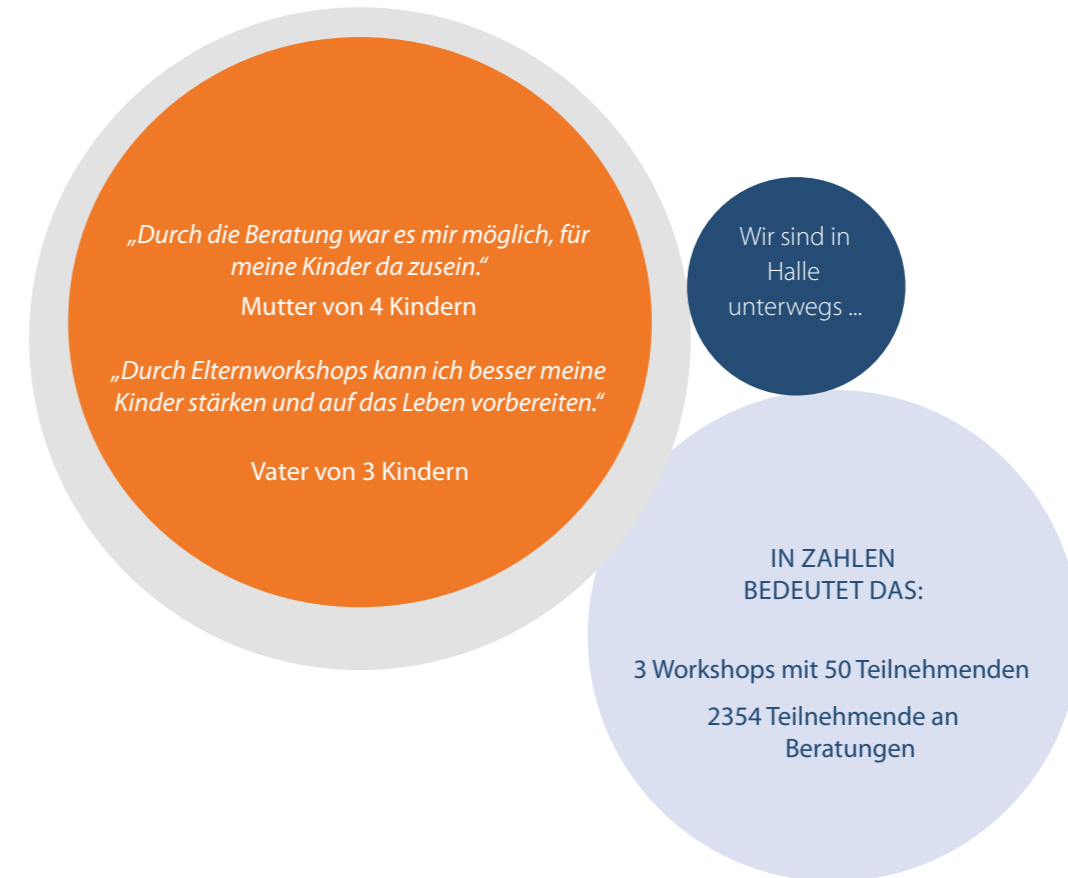 „Durch die Beratung war es mir möglich, für
meine Kinder da zusein.“
Mutter von 4 Kindern
„Durch Elternworkshops kann ich besser meine
Kinder stärken und auf das Leben vorbereiten.“
Vater von 3 Kindern
Wir sind in
Halle
unterwegs ...
IN ZAHLEN
BEDEUTET DAS:
3 Workshops mit 50 Teilnehmenden
2354 Teilnehmende an
Beratungen